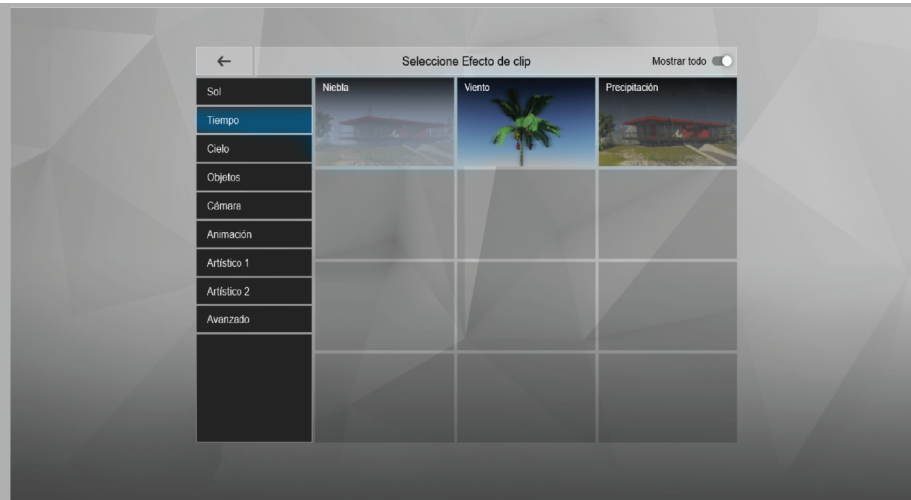 Seleccione Efecto de clip
Mostrar todo
Sol
Tiempo
Cielo
Objetos
Cámara
Animación
Artístico 1
Artístico 2
Avanzado
Niebla
Viento
Precipitación